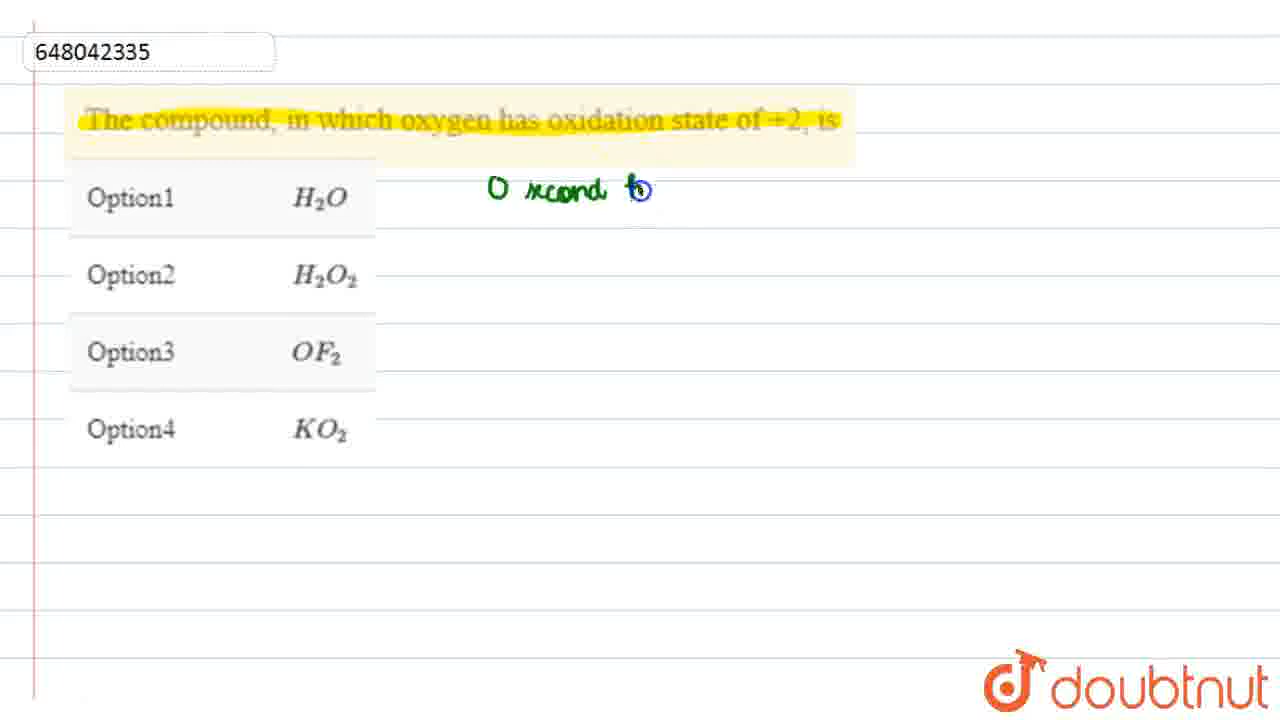 648042335
The compound, in which oxygen has oxidation state of +2, is
Option1 H₂O
O second
Option2 H₂O₂
Option3 OF₂
Option4 KO₂
doubtnut